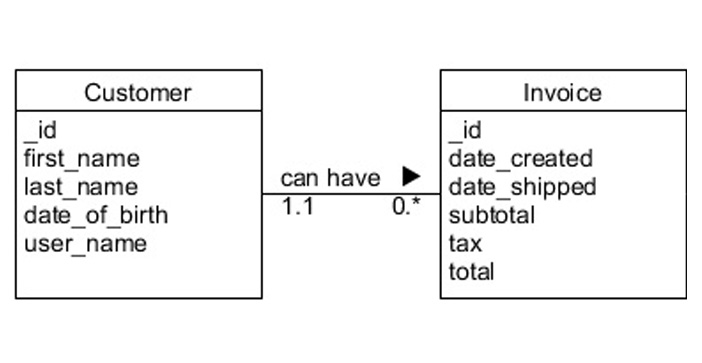 Customer
_id
first_name
last_name
date_of_birth
user_name
can have
1.1
0.*
Invoice
_id
date_created
date_shipped
subtotal
tax
total